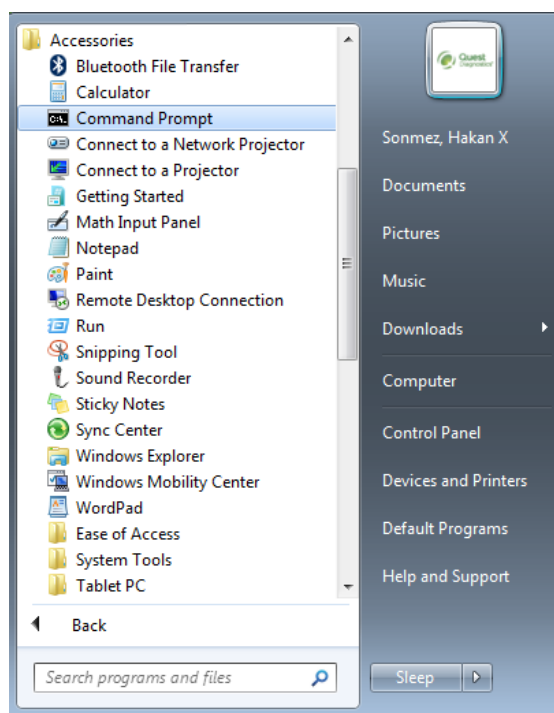 Accessories
Bluetooth File Transfer
Calculator
Command Prompt
Connect to a Network Projector
Connect to a Projector
Getting Started
Math Input Panel
Notepad
Paint
Remote Desktop Connection
Run
Snipping Tool
Sound Recorder
Sticky Notes
Sync Center
Windows Explorer
Windows Mobility Center
WordPad
Ease of Access
System Tools
Tablet PC
Back
Search programs and files
Quest
Diagnostics
Sonmez, Hakan X
Documents
Pictures
Music
Downloads
Computer
Control Panel
Devices and Printers
Default Programs
Help and Support
Sleep